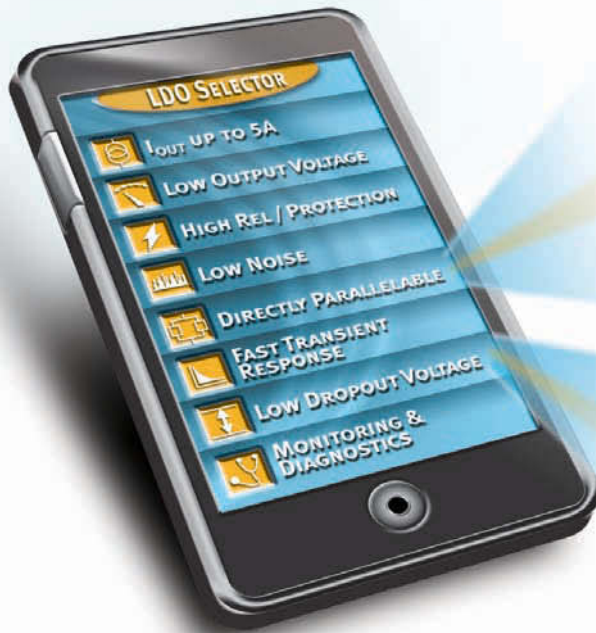 LDO SELECTOR
IOUT UP TO 5A
LOW OUTPUT VOLTAGE
HIGH REL / PROTECTION
LOW NOISE
DIRECTLY PARALLELABLE
FAST TRANSIENT
RESPONSE
LOW DROPOUT VOLTAGE
MONITORING &
DIAGNOSTICS